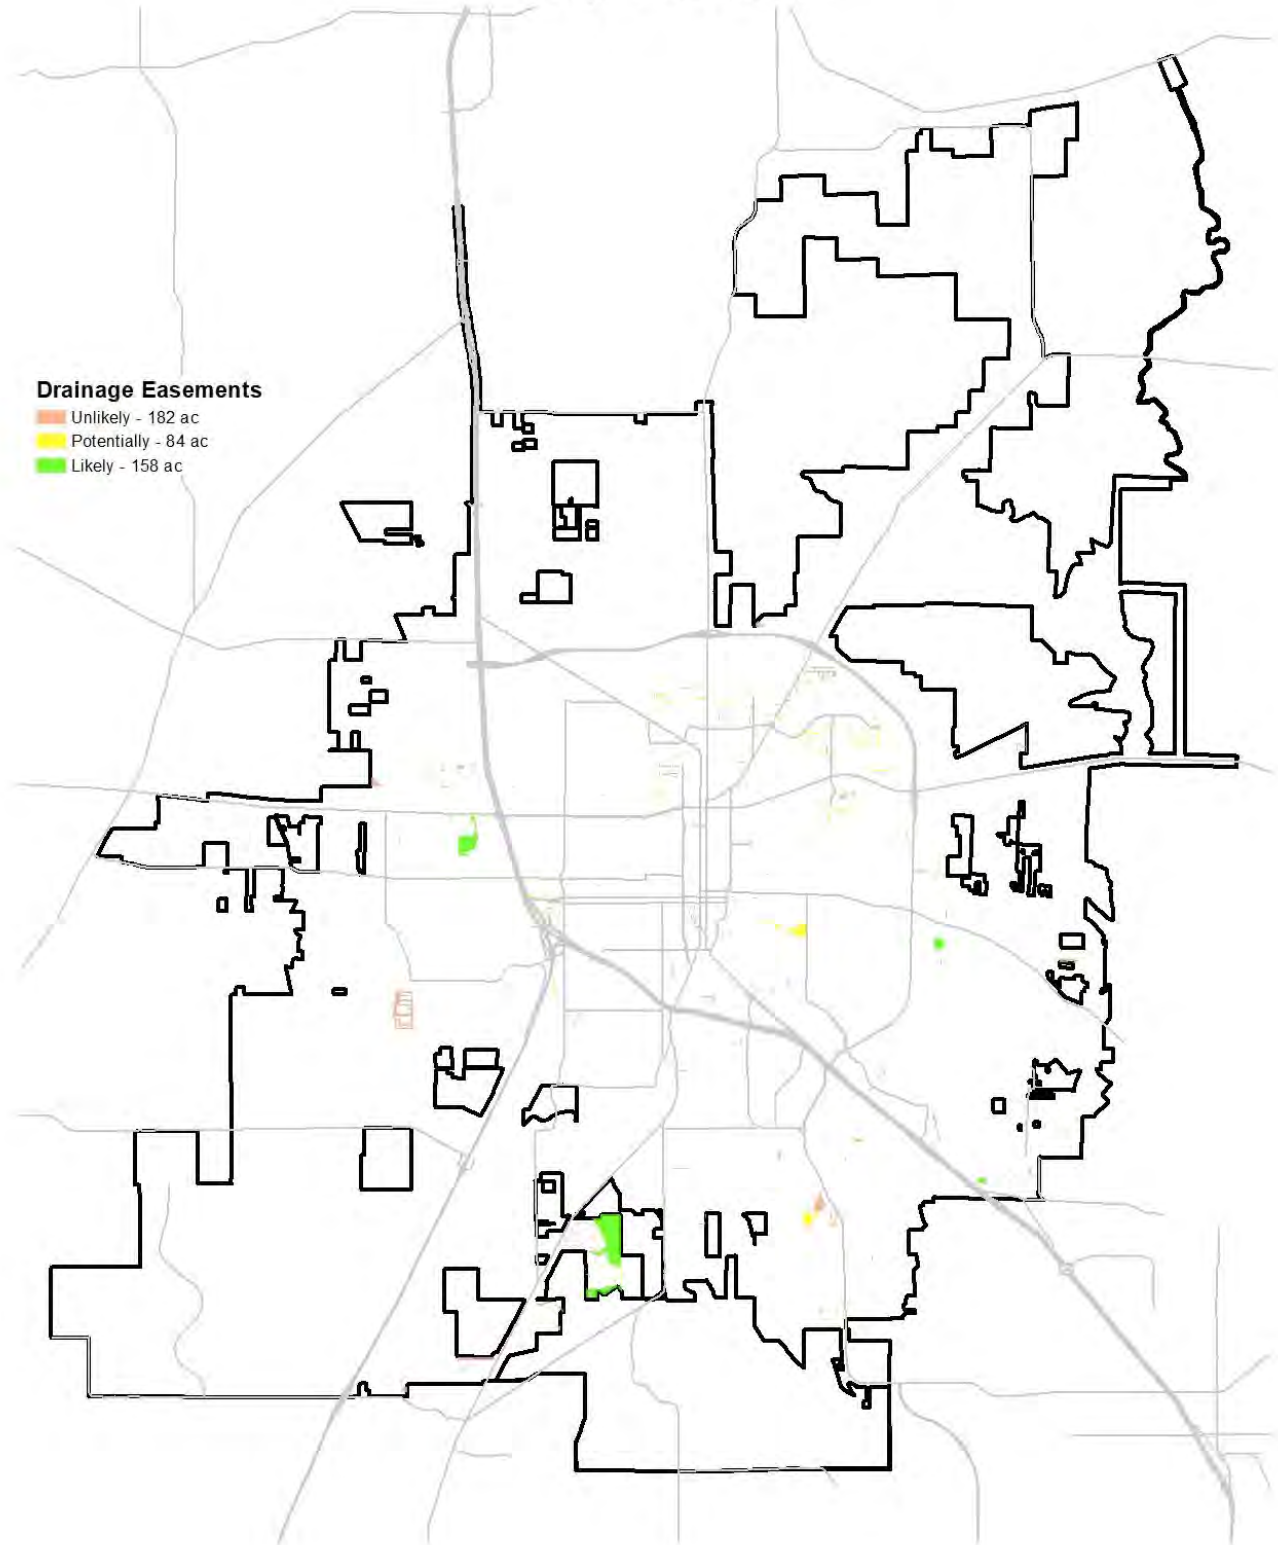 Drainage Easements
Unlikely - 182 ac
Potentially - 84 ac
Likely - 158 ac